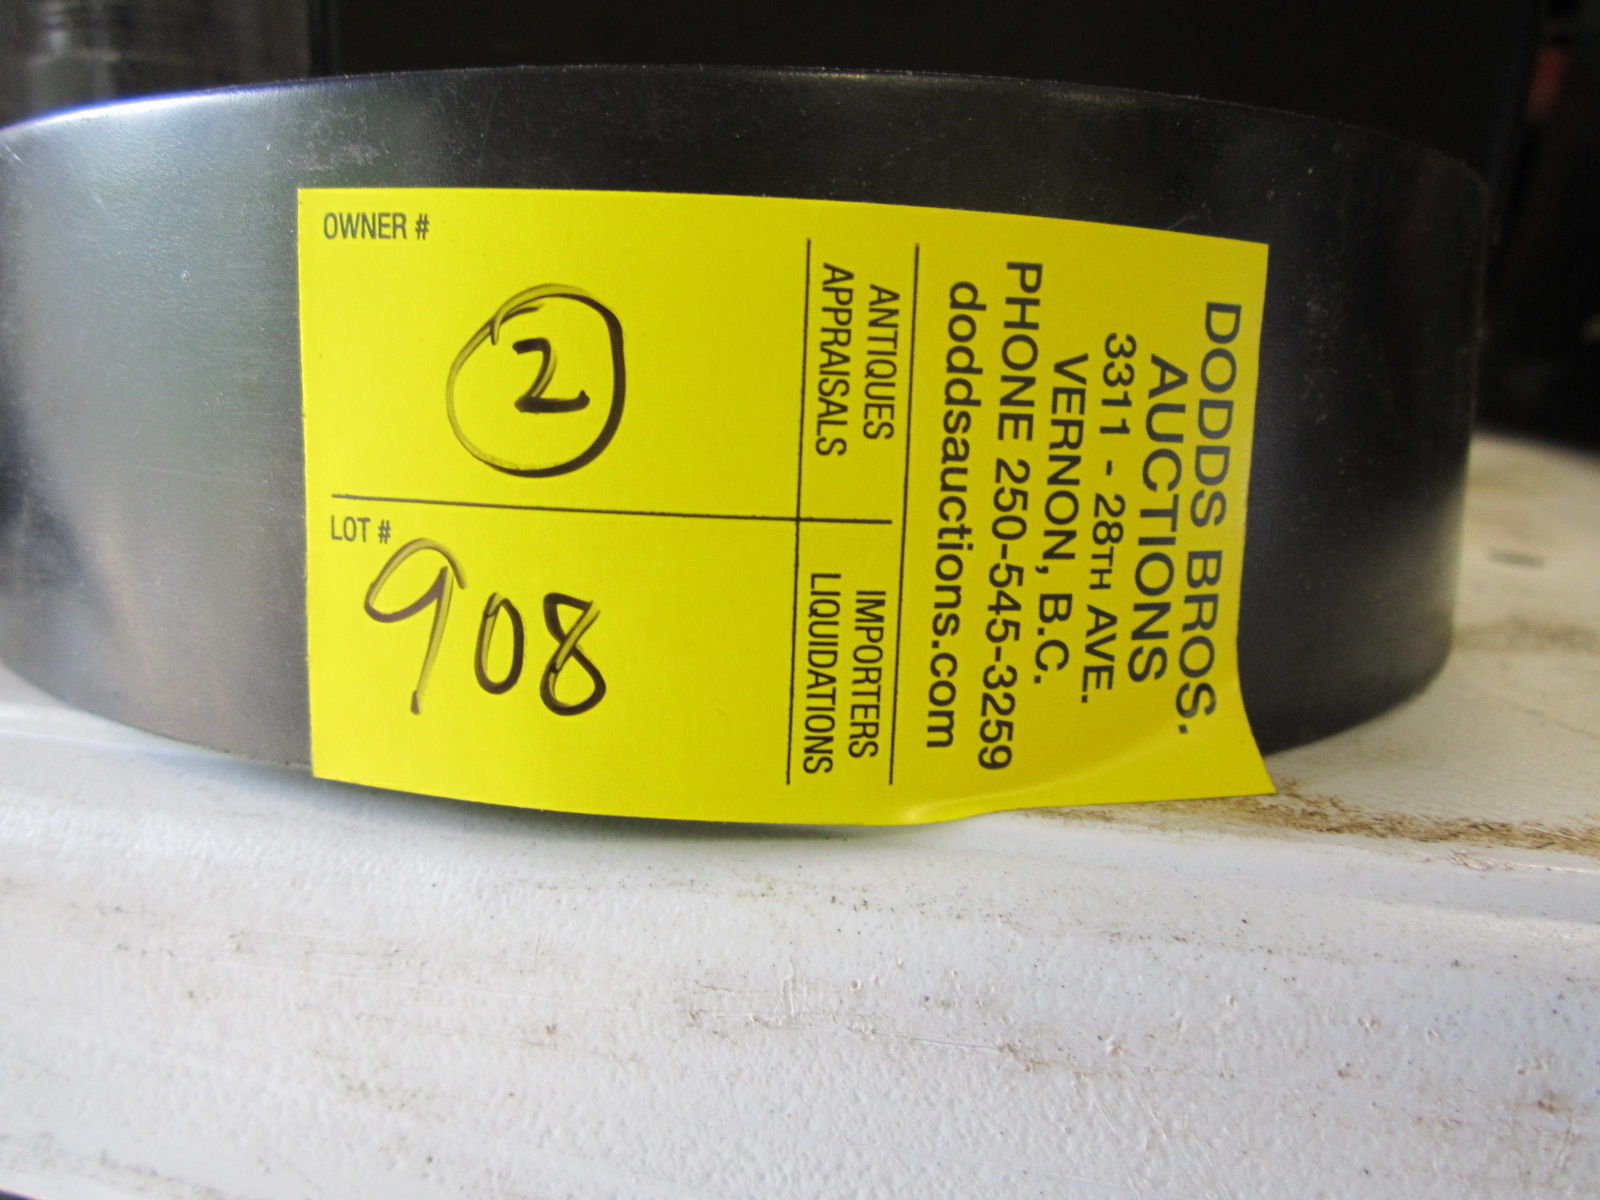 DODDS BROS.
AUCTIONS
3311 - 28TH AVE.
VERNON, B.C.
PHONE 250-545-3259
doddsauctions.com
ANTIQUES
APPRAISALS
IMPORTERS
LIQUIDATIONS
OWNER #
2
LOT #
908